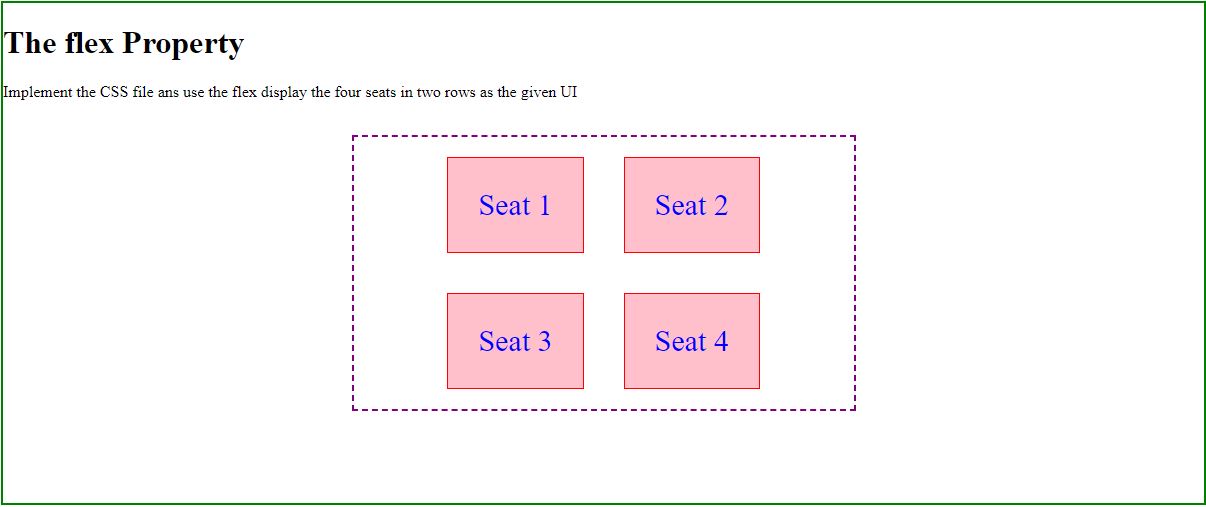 The flex Property
Implement the CSS file ans use the flex display the four seats in two rows as the given UI
Seat 1
Seat 2
Seat 3
Seat 4